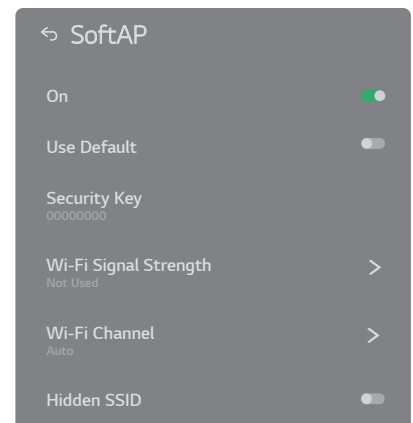 SoftAP
On
Use Default
Security Key
00000000
Wi-Fi Signal Strength
Not Used
Wi-Fi Channel
Auto
Hidden SSID